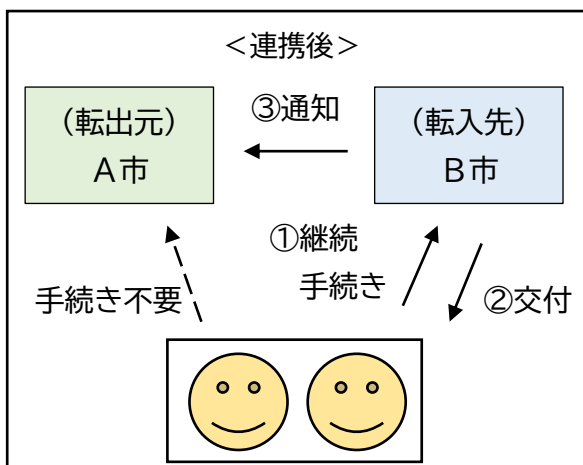 ＜連携後＞
（転出元）
Ａ市
③通知
（転入先）
Ｂ市
①継続
手続き
手続き不要
②交付